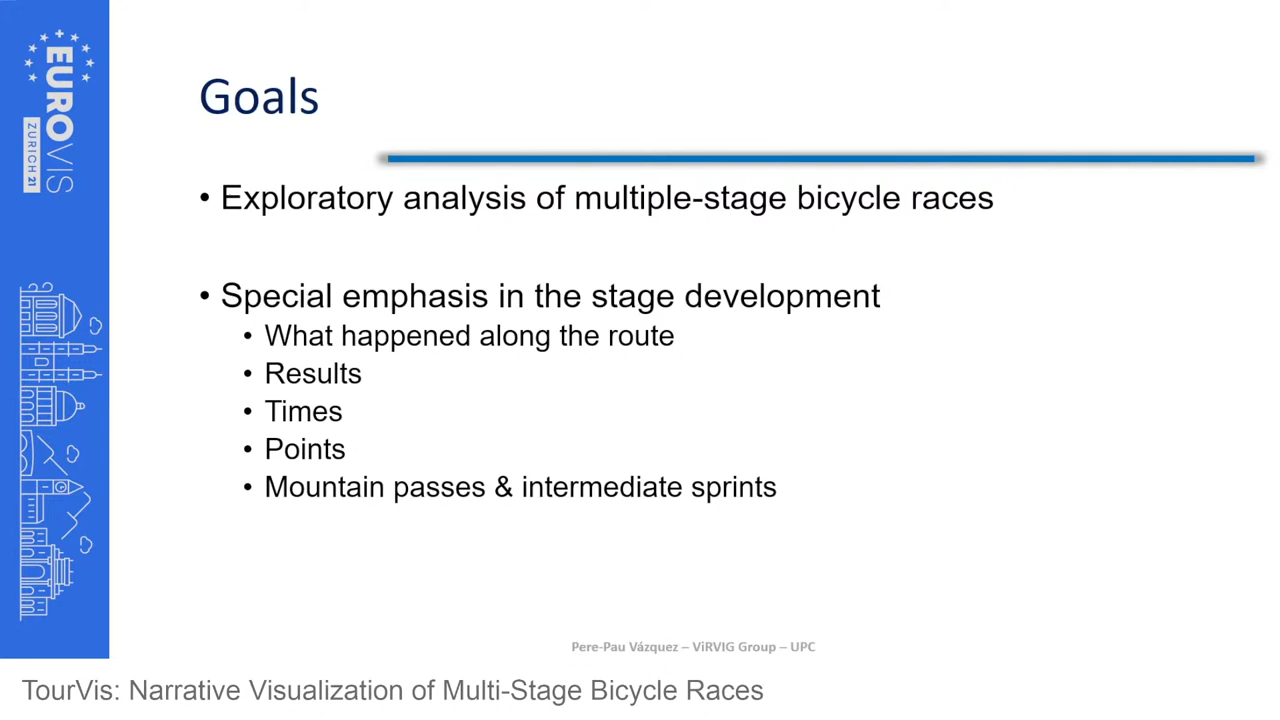 EUROVIS
ZURICH 21
Goals
• Exploratory analysis of multiple-stage bicycle races
• Special emphasis in the stage development
• What happened along the route
• Results
• Times
• Points
• Mountain passes & intermediate sprints
Pere-Pau Vázquez – ViRVIG Group – UPC
TourVis: Narrative Visualization of Multi-Stage Bicycle Races